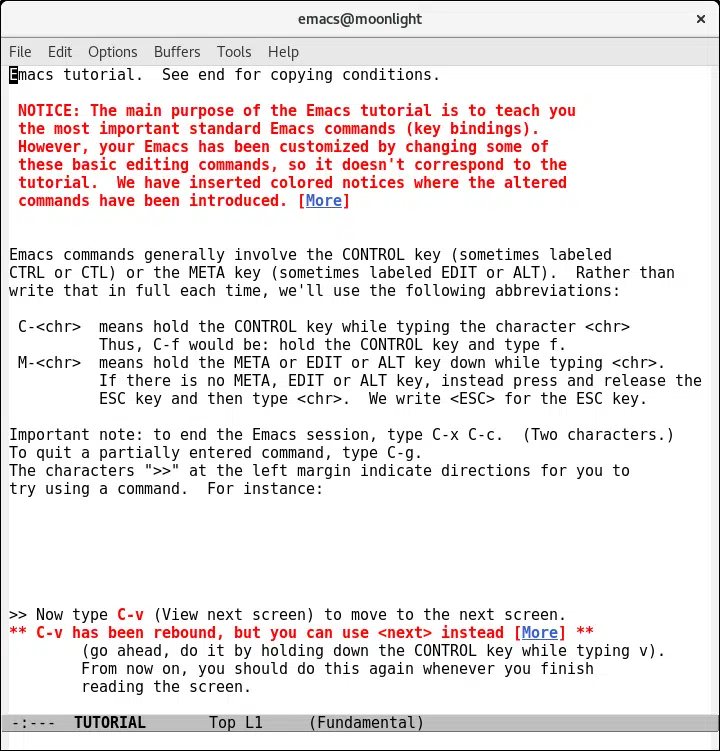 emacs@moonlight ×
File Edit Options Buffers Tools Help
Emacs tutorial.  See end for copying conditions.
NOTICE: The main purpose of the Emacs tutorial is to teach you
the most important standard Emacs commands (key bindings).
However, your Emacs has been customized by changing some of
these basic editing commands, so it doesn't correspond to the
tutorial.  We have inserted colored notices where the altered
commands have been introduced. [More]
Emacs commands generally involve the CONTROL key (sometimes labeled
CTRL or CTL) or the META key (sometimes labeled EDIT or ALT).  Rather than
write that in full each time, we'll use the following abbreviations:
C-<chr>  means hold the CONTROL key while typing the character <chr>
Thus, C-f would be: hold the CONTROL key and type f.
M-<chr>  means hold the META or EDIT or ALT key down while typing <chr>.
If there is no META, EDIT or ALT key, instead press and release the
ESC key and then type <chr>.  We write <ESC> for the ESC key.
Important note: to end the Emacs session, type C-x C-c.  (Two characters.)
To quit a partially entered command, type C-g.
The characters ">>" at the left margin indicate directions for you to
try using a command.  For instance:
>> Now type C-v (View next screen) to move to the next screen.
** C-v has been rebound, but you can use <next> instead [More] **
(go ahead, do it by holding down the CONTROL key while typing v).
From now on, you should do this again whenever you finish
reading the screen.
-:---  TUTORIAL       Top L1     (Fundamental)